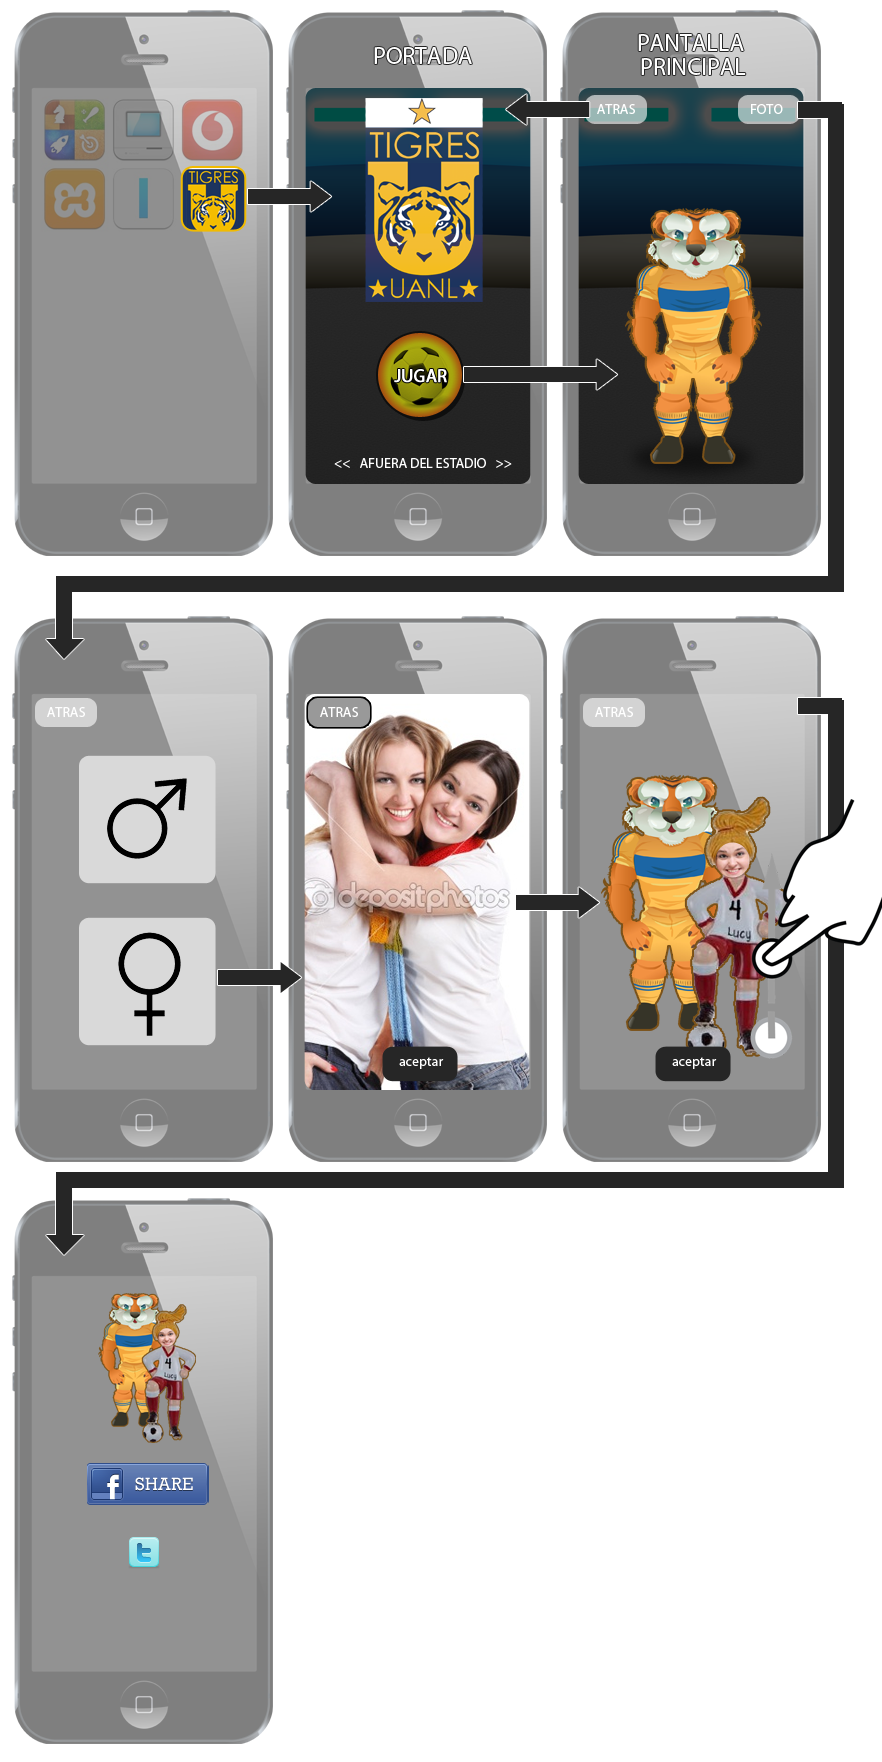 PORTADA
PANTALLA
PRINCIPAL
TIGRES
TIGRES
UANL
ATRAS
FOTO
JUGAR
<< AFUERA DEL ESTADIO >>
ATRAS
ATRAS
ATRAS
depositphotos
4
Lucy
aceptar
aceptar
4
Lucy
f SHARE
t